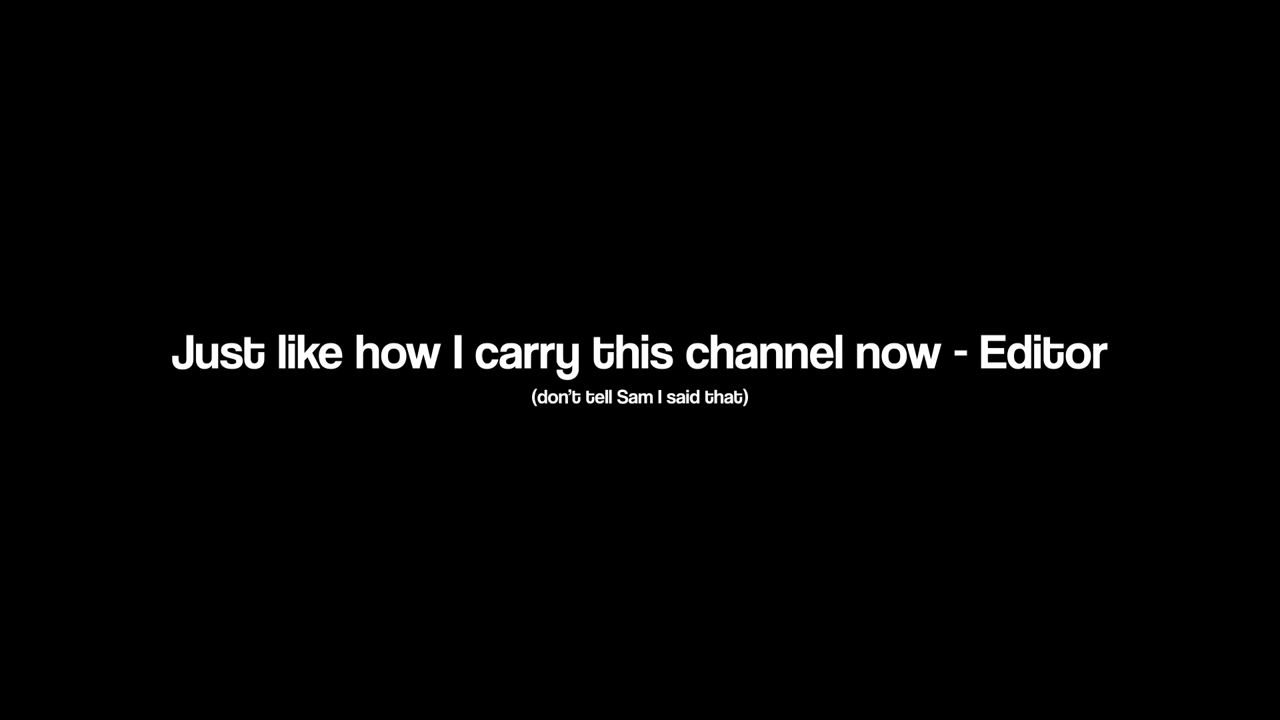 Just like how I carry this channel now - Editor
(don't tell Sam I said that)